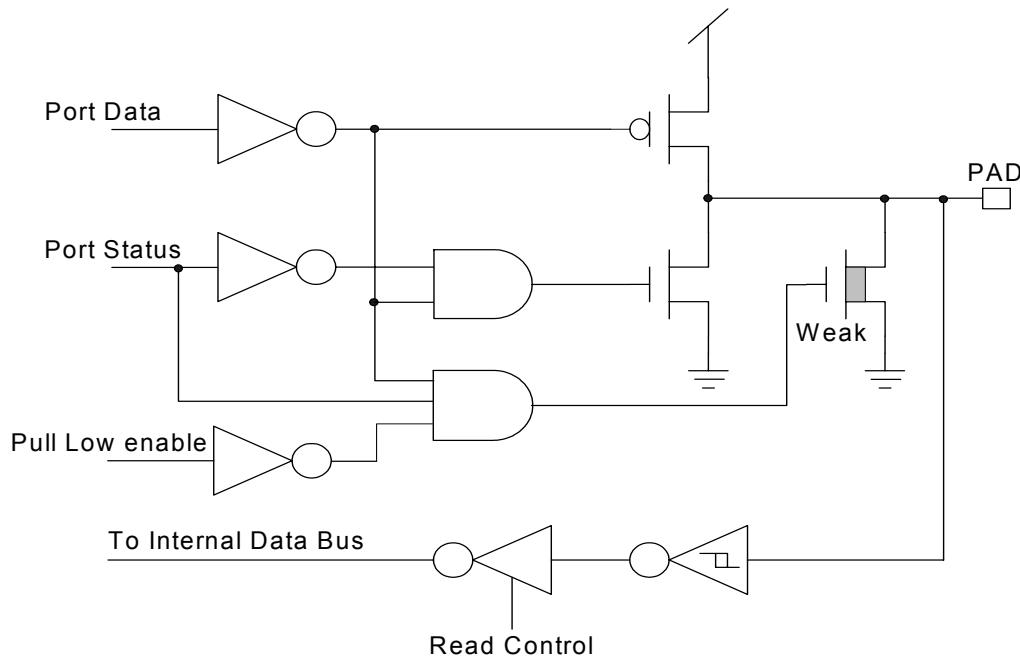 Port Data
PAD
Port Status
Weak
Pull Low enable
To Internal Data Bus
Read Control